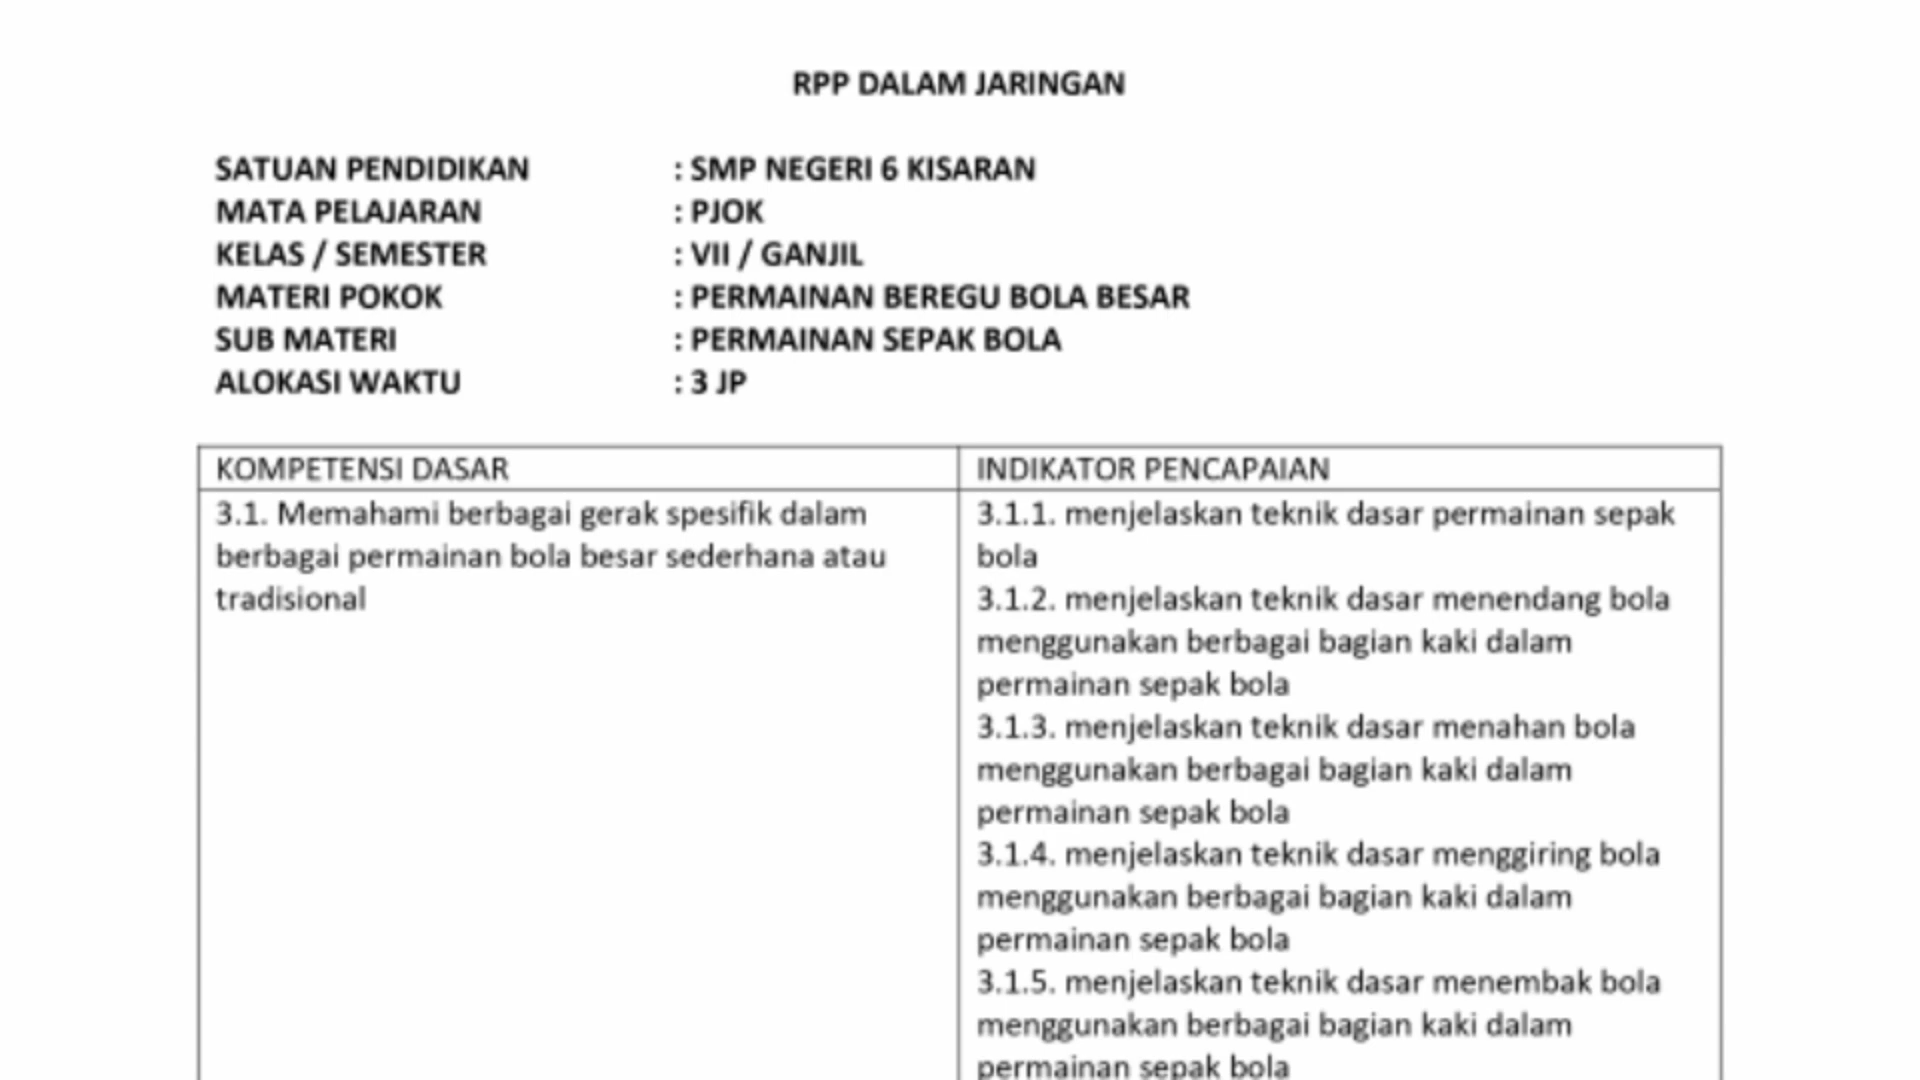 RPP DALAM JARINGAN
SATUAN PENDIDIKAN : SMP NEGERI 6 KISARAN
MATA PELAJARAN : PJOK
KELAS / SEMESTER : VII / GANJIL
MATERI POKOK : PERMAINAN BEREGU BOLA BESAR
SUB MATERI : PERMAINAN SEPAK BOLA
ALOKASI WAKTU : 3 JP
KOMPETENSI DASAR
3.1. Memahami berbagai gerak spesifik dalam
berbagai permainan bola besar sederhana atau
tradisional
INDIKATOR PENCAPAIAN
3.1.1. menjelaskan teknik dasar permainan sepak
bola
3.1.2. menjelaskan teknik dasar menendang bola
menggunakan berbagai bagian kaki dalam
permainan sepak bola
3.1.3. menjelaskan teknik dasar menahan bola
menggunakan berbagai bagian kaki dalam
permainan sepak bola
3.1.4. menjelaskan teknik dasar menggiring bola
menggunakan berbagai bagian kaki dalam
permainan sepak bola
3.1.5. menjelaskan teknik dasar menembak bola
menggunakan berbagai bagian kaki dalam
permainan sepak bola